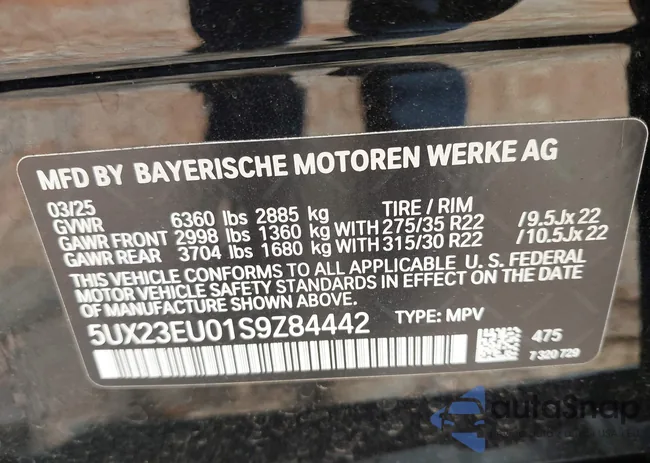 MFD BY BAYERISCHE MOTOREN WERKE AG
03/25 TIRE / RIM
GVWR 6360 lbs 2885 kg
GAWR FRONT 2998 lbs 1360 kg WITH 275/35 R22 /9.5Jx22
GAWR REAR 3704 lbs 1680 kg WITH 315/30 R22 /10.5Jx22
THIS VEHICLE CONFORMS TO ALL APPLICABLE U. S. FEDERAL
MOTOR VEHICLE SAFETY STANDARDS IN EFFECT ON THE DATE
OF MANUFACTURE SHOWN ABOVE.
5UX23EU01S9Z84442 TYPE: MPV
475
7 320 729
autoSnap